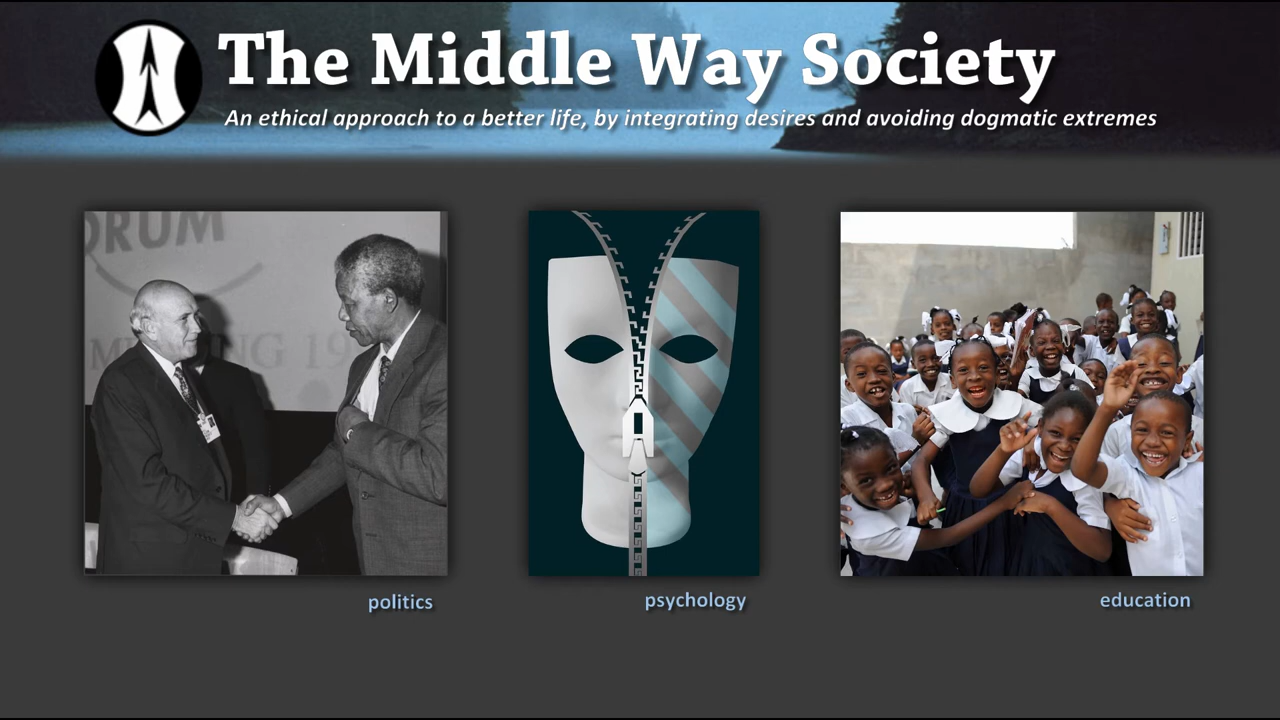 The Middle Way Society
An ethical approach to a better life, by integrating desires and avoiding dogmatic extremes
ORUM
politics
psychology
education